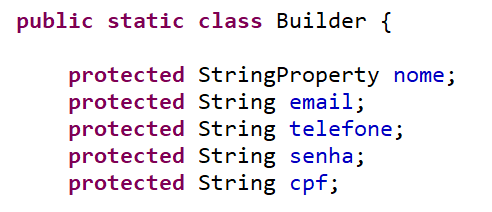 public static class Builder {
protected StringProperty nome;
protected String email;
protected String telefone;
protected String senha;
protected String cpf;